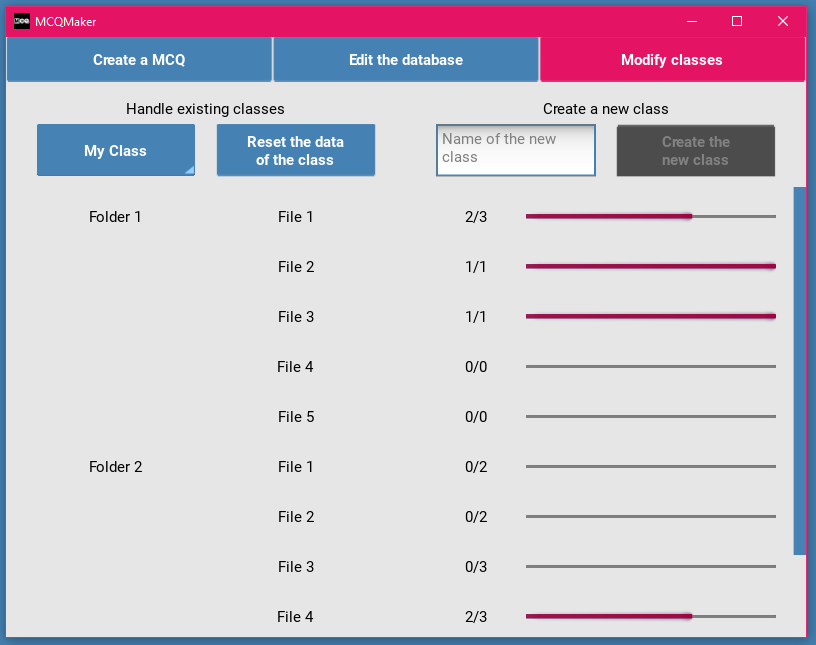 MCQ MCQMaker
Create a MCQ
Edit the database
Modify classes
Handle existing classes
Create a new class
My Class
Reset the data
of the class
Name of the new
class
Create the
new class
Folder 1 File 1 2/3
File 2 1/1
File 3 1/1
File 4 0/0
File 5 0/0
Folder 2 File 1 0/2
File 2 0/2
File 3 0/3
File 4 2/3